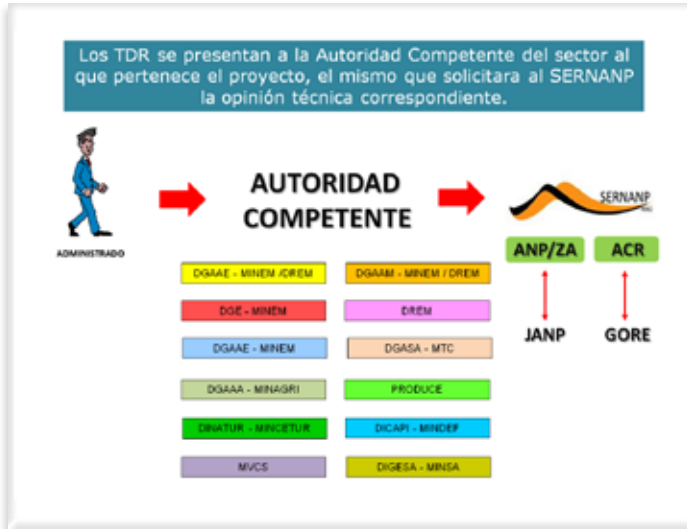 Los TDR se presentan a la Autoridad Competente del sector al
que pertenece el proyecto, el mismo que solicitara al SERNANP
la opinión técnica correspondiente.
AUTORIDAD
COMPETENTE
SERNANP
ADMINISTRADO
ANP/ZA
ACR
DGAAE - MINEM /DREM
DGAAM - MINEM / DREM
DGE - MINEM
DREM
JANP
GORE
DGAAE - MINEM
DGASA - MTC
DGAAA - MINAGRI
PRODUCE
DINATUR - MINCETUR
DICAPI - MINDEF
MVCS
DIGESA - MINSA